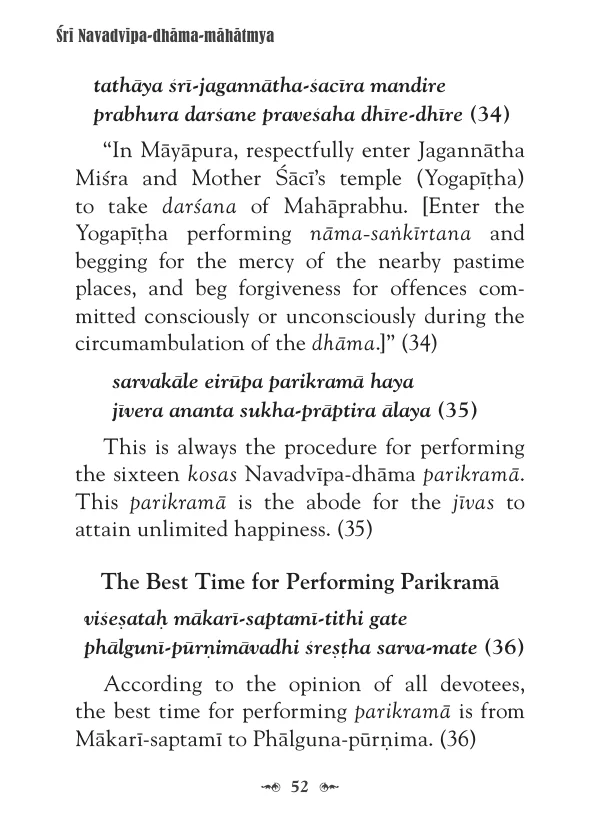 Śrī Navadvīpa-dhāma-māhātmya
tathāya śrī-jagannātha-śacīra mandire
prabhura darśane praveśaha dhīre-dhīre (34)
“In Māyāpura, respectfully enter Jagannātha
Miśra and Mother Śācī’s temple (Yogapīṭha)
to take darśana of Mahāprabhu. [Enter the
Yogapīṭha performing nāma-saṅkīrtana and
begging for the mercy of the nearby pastime
places, and beg forgiveness for offences com-
mitted consciously or unconsciously during the
circumambulation of the dhāma.]” (34)
sarvakāle eirūpa parikramā haya
jīvera ananta sukha-prāptira ālaya (35)
This is always the procedure for performing
the sixteen kosas Navadvīpa-dhāma parikramā.
This parikramā is the abode for the jīvas to
attain unlimited happiness. (35)
The Best Time for Performing Parikramā
viśeṣataḥ mākarī-saptamī-tithi gate
phālgunī-pūrṇimāvadhi śreṣṭha sarva-mate (36)
According to the opinion of all devotees,
the best time for performing parikramā is from
Mākarī-saptamī to Phālguna-pūrṇima. (36)
52